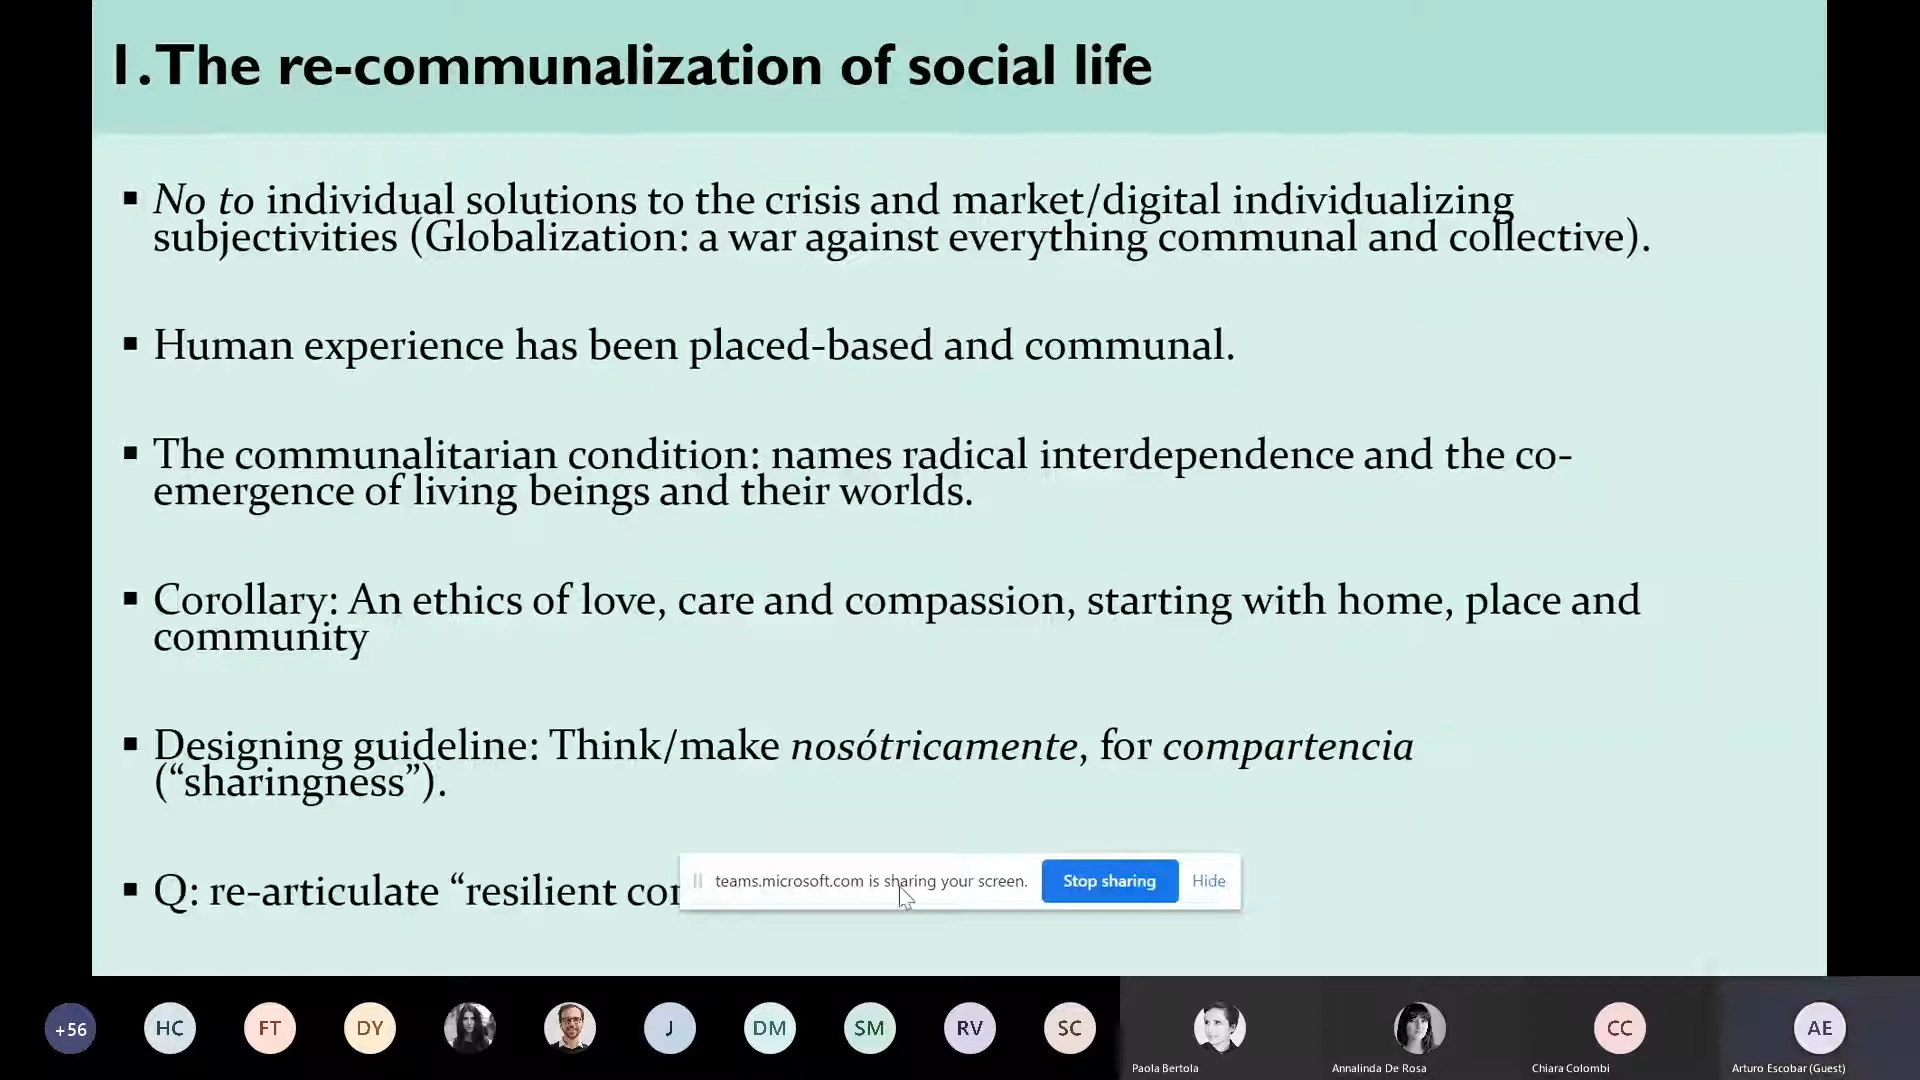 1. The re-communalization of social life
▪ No to individual solutions to the crisis and market/digital individualizing
subjectivities (Globalization: a war against everything communal and collective).
▪ Human experience has been placed-based and communal.
▪ The communalitarian condition: names radical interdependence and the co-
emergence of living beings and their worlds.
▪ Corollary: An ethics of love, care and compassion, starting with home, place and
community
▪ Designing guideline: Think/make nosótricamente, for compartencia
(“sharingness”).
▪ Q: re-articulate “resilient
teams.microsoft.com is sharing your screen. Stop sharing Hide
+56 HC FT DY J DM SM RV SC CC AE
Paola Bertola Annalinda De Rosa Chiara Colombi Arturo Escobar (Guest)